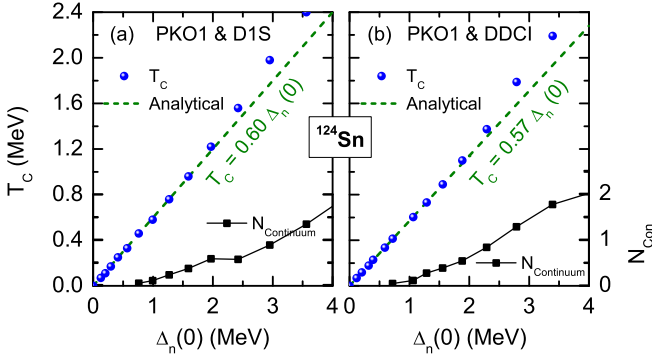 2.4
2.0
1.6
1.2
0.8
0.4
0.0
T_C (MeV)
(a) PKO1 & D1S
T_C
Analytical
T_C = 0.60 Δ_n(0)
N_Continuum
0 1 2 3 4
Δ_n(0) (MeV)
¹²⁴Sn
(b) PKO1 & DDCI
T_C
Analytical
T_C = 0.57 Δ_n(0)
N_Continuum
0 1 2 3 4
Δ_n(0) (MeV)
2
1
0
N_Con